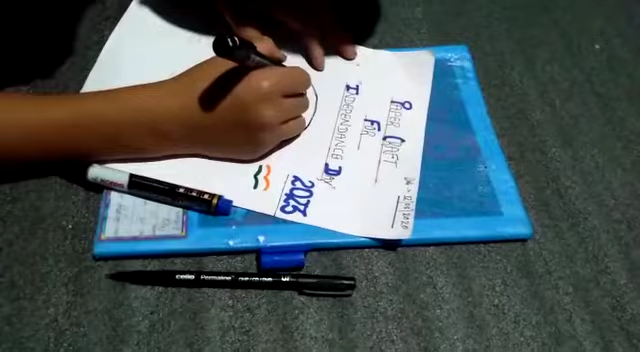 PAPER CRAFT
FOR
INDEPENDANCE DAY
2023
cello Permaline